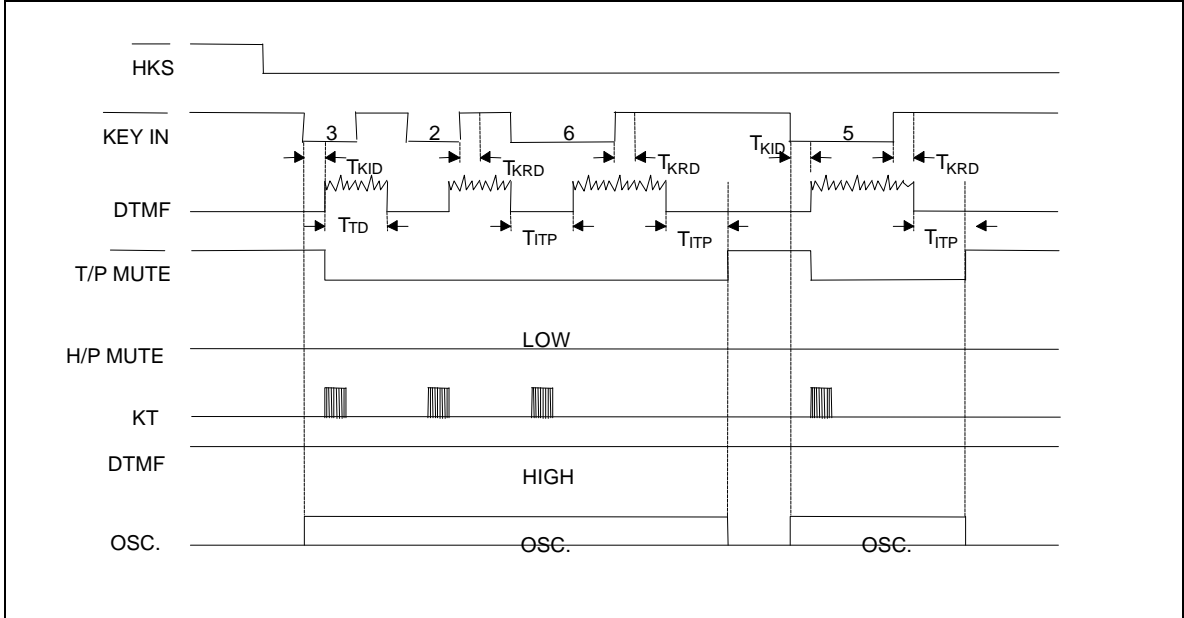 HKS
KEY IN
3 2 6 5
TKID TKRD TKRD TKID TKRD
DTMF
TTD TITP TITP TITP
T/P MUTE
LOW
H/P MUTE
KT
DTMF
HIGH
OSC. OSC. OSC.